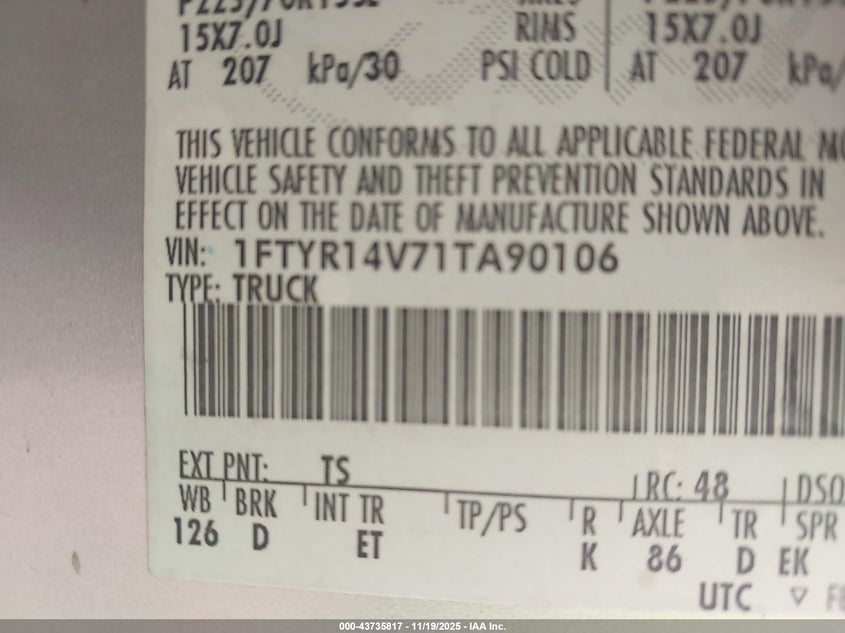 15X7.0J RIMS 15X7.0J
AT 207 kPa/30 PSI COLD AT 207 kPa/
THIS VEHICLE CONFORMS TO ALL APPLICABLE FEDERAL MO
VEHICLE SAFETY AND THEFT PREVENTION STANDARDS IN
EFFECT ON THE DATE OF MANUFACTURE SHOWN ABOVE.
VIN: 1FTYR14V71TA90106
TYPE: TRUCK
EXT PNT: TS RC: 48 DSO
WB BRK INT TR TP/PS R AXLE TR SPR
126 D ET K 86 D EK
UTC
000-43735817 - 11/19/2025 - IAA Inc.